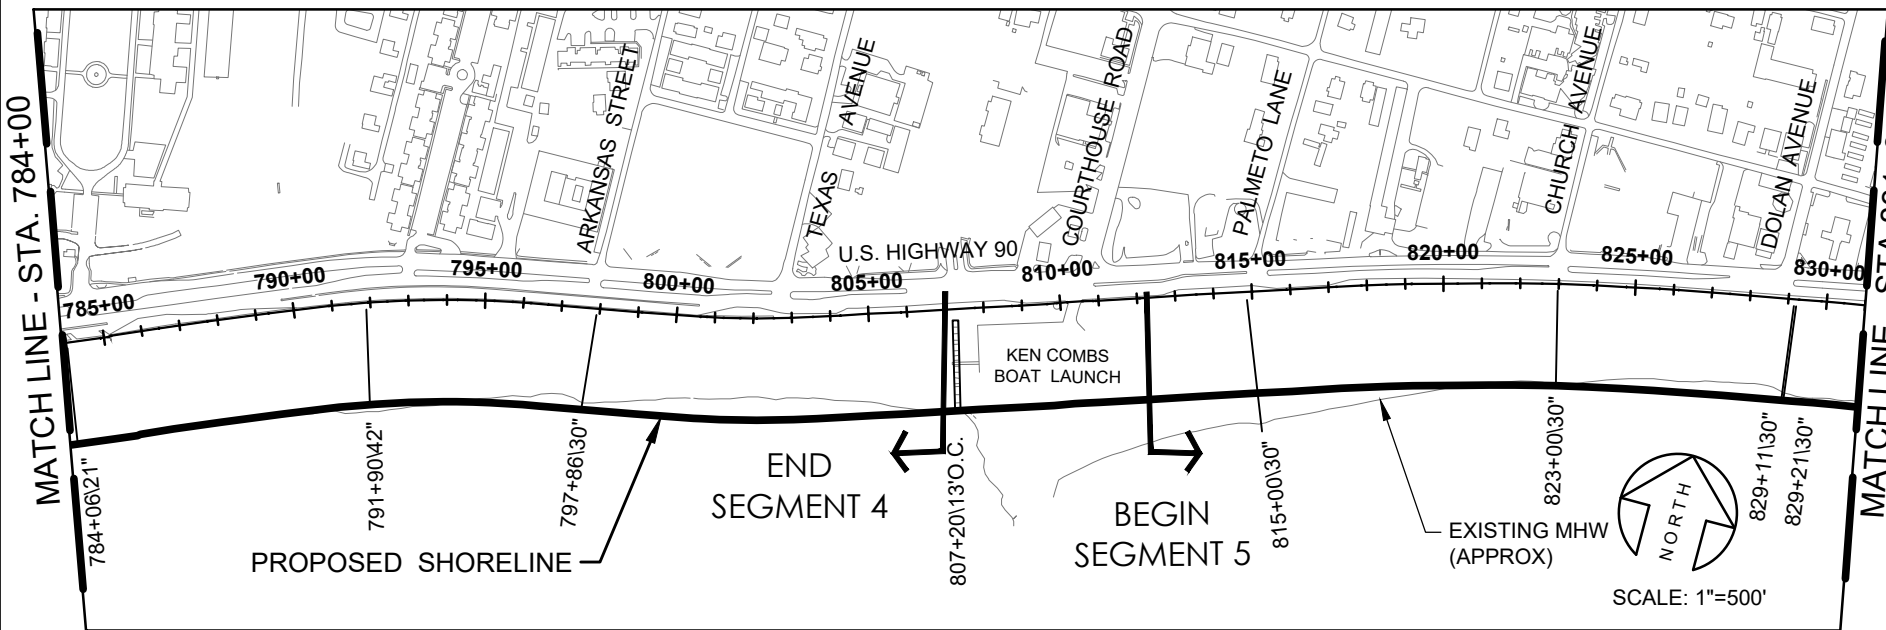 MATCH LINE - STA. 784+00
ARKANSAS STREET
TEXAS AVENUE
COURTHOUSE ROAD
PALMETO LANE
CHURCH AVENUE
DOLAN AVENUE
U.S. HIGHWAY 90
785+00
790+00
795+00
800+00
805+00
810+00
815+00
820+00
825+00
830+00
KEN COMBS
BOAT LAUNCH
784+06\21"
791+90\42"
797+86\30"
807+20\13'O.C.
815+00\30"
823+00\30"
829+11\30"
829+21\30"
END
SEGMENT 4
BEGIN
SEGMENT 5
PROPOSED SHORELINE
EXISTING MHW
(APPROX)
NORTH
SCALE: 1"=500'
MATCH LINE